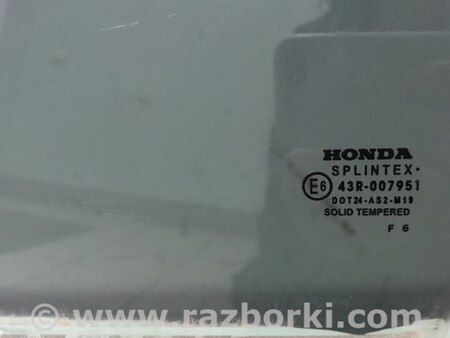 HONDA
SPLINTEX
E6 43R-007951
DOT24-AS2-M19
SOLID TEMPERED
F 6
© www.razborki.com